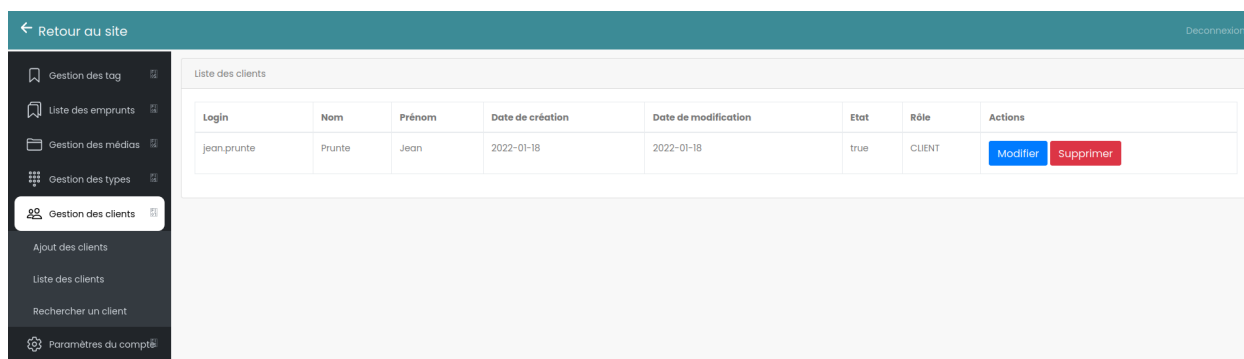 ← Retour au site
Deconnexion
Gestion des tag
Liste des emprunts
Gestion des médias
Gestion des types
Gestion des clients
Ajout des clients
Liste des clients
Rechercher un client
Paramètres du compte
Liste des clients
Login Nom Prénom Date de création Date de modification Etat Rôle Actions
jean.prunte Prunte Jean 2022-01-18 2022-01-18 true CLIENT Modifier Supprimer